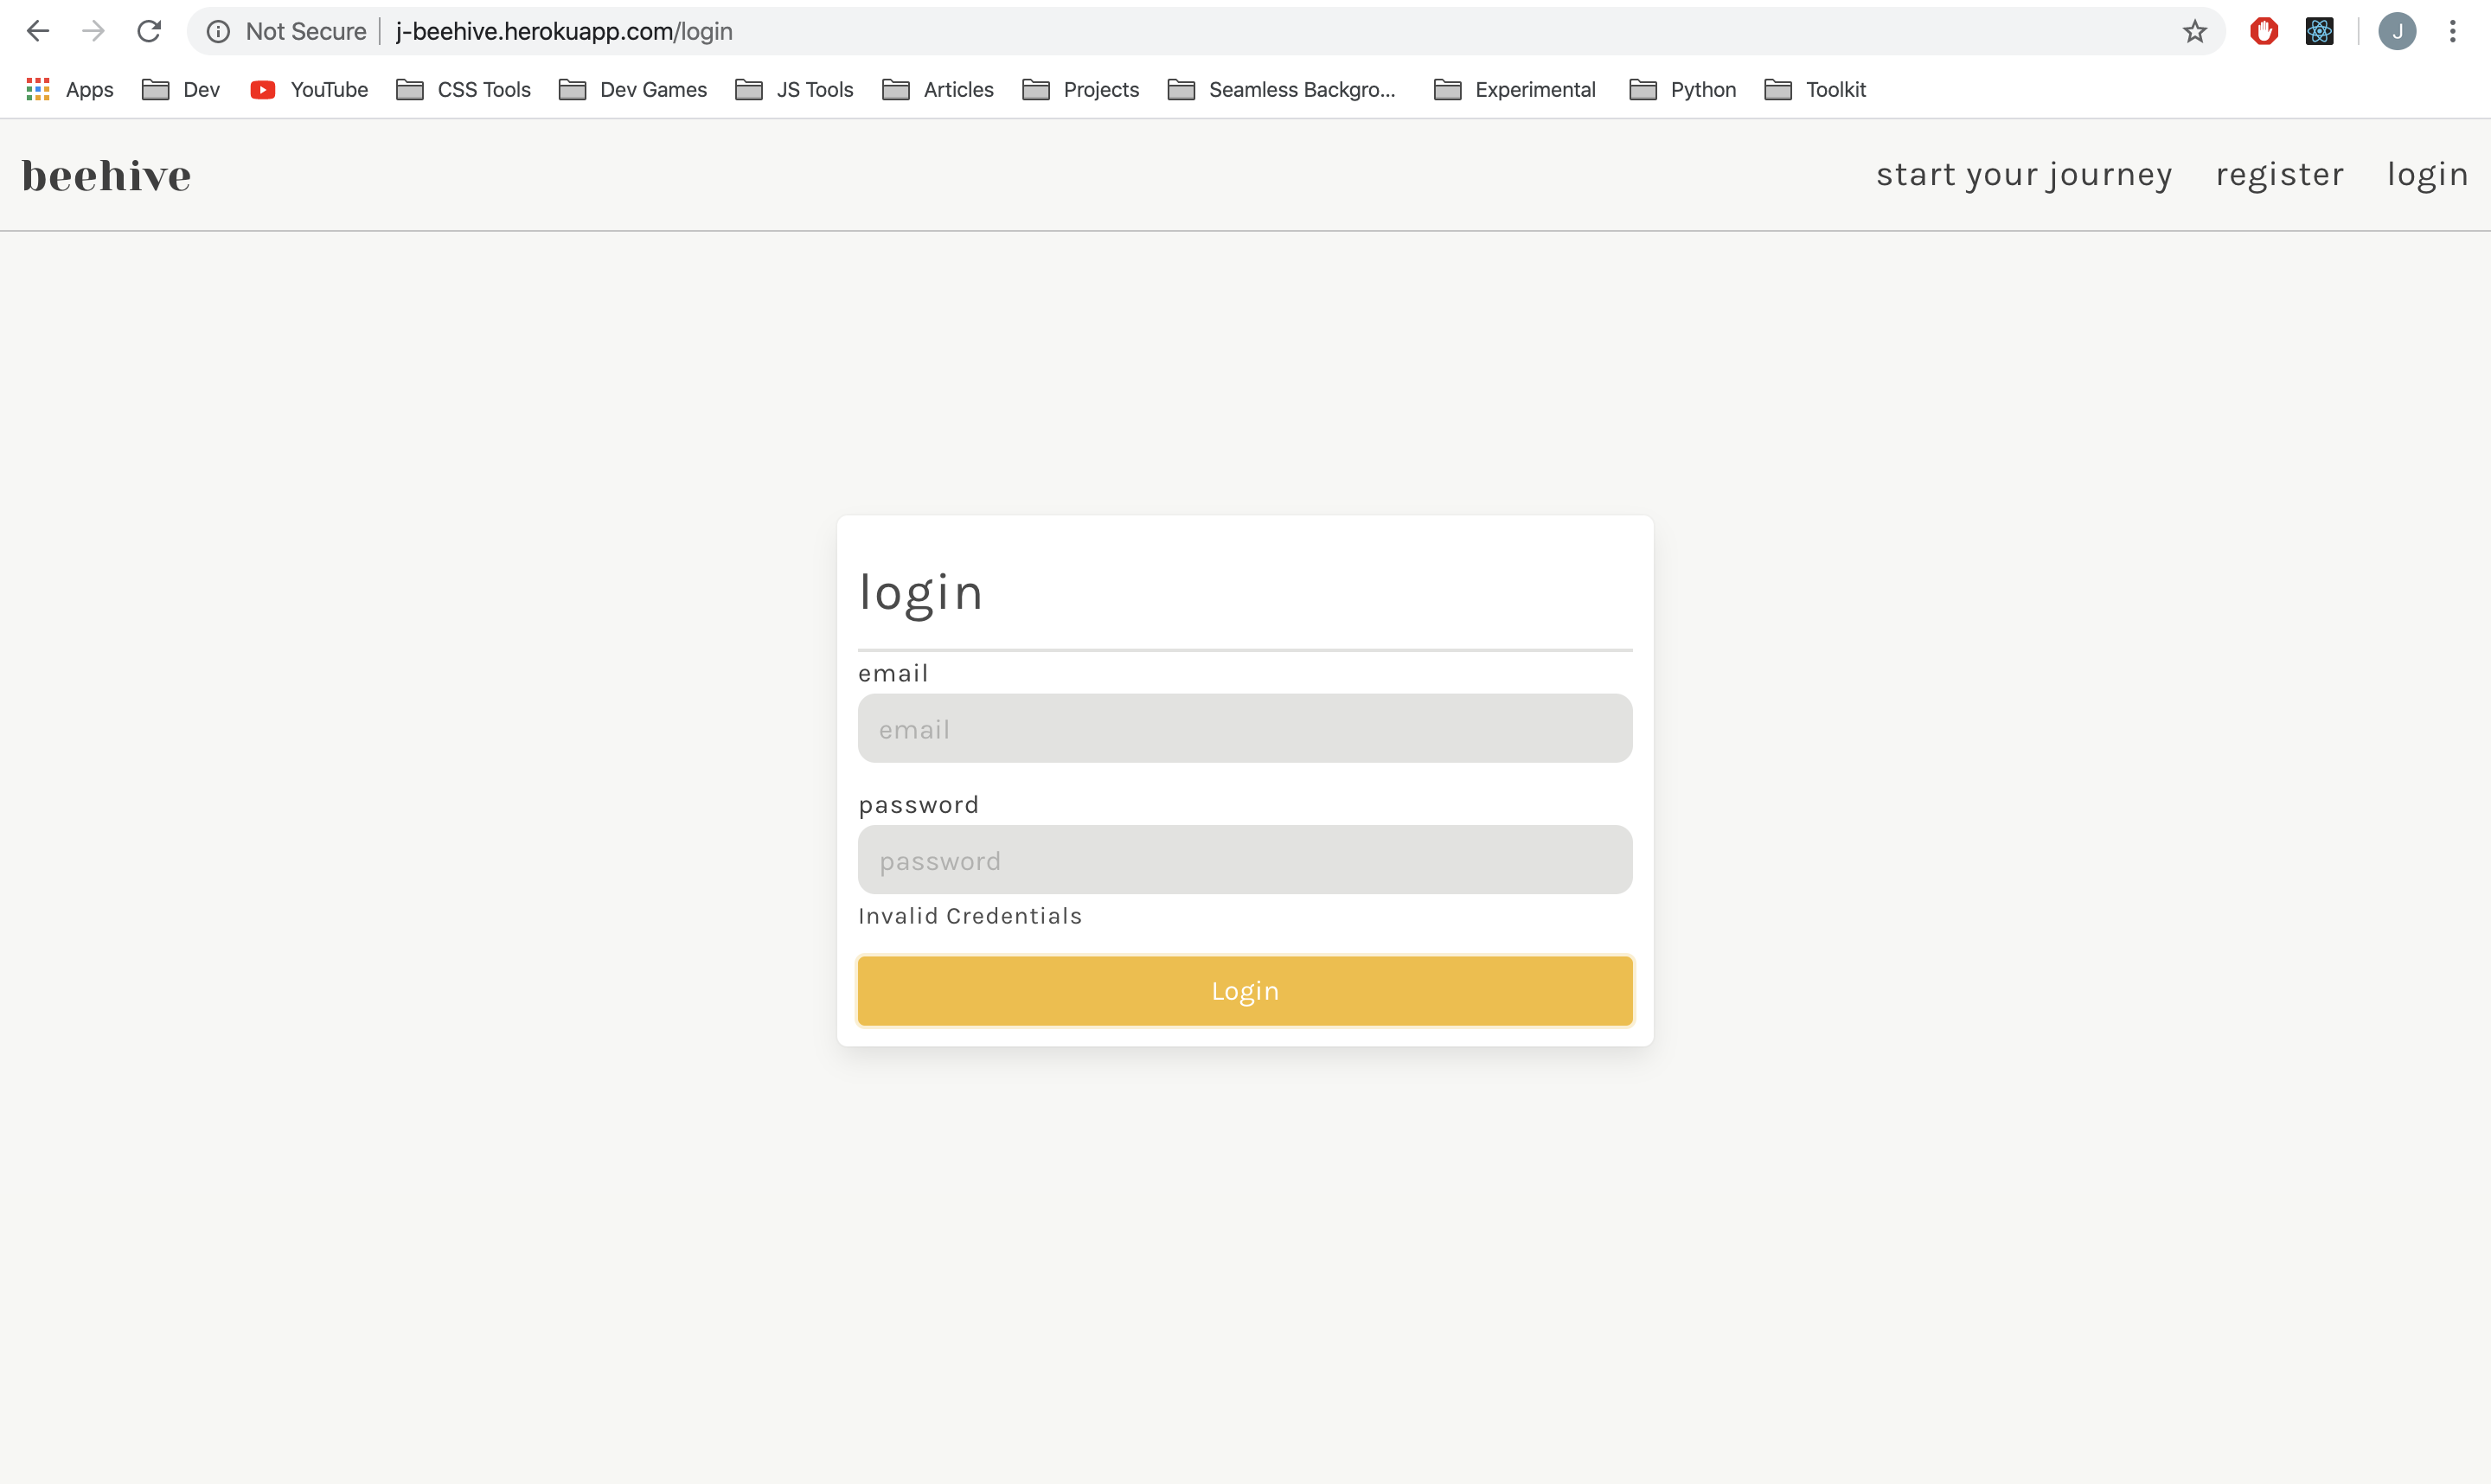 Not Secure j-beehive.herokuapp.com/login
J
Apps Dev YouTube CSS Tools Dev Games JS Tools Articles Projects Seamless Backgro... Experimental Python Toolkit
beehive start your journey register login
login
email
email
password
password
Invalid Credentials
Login